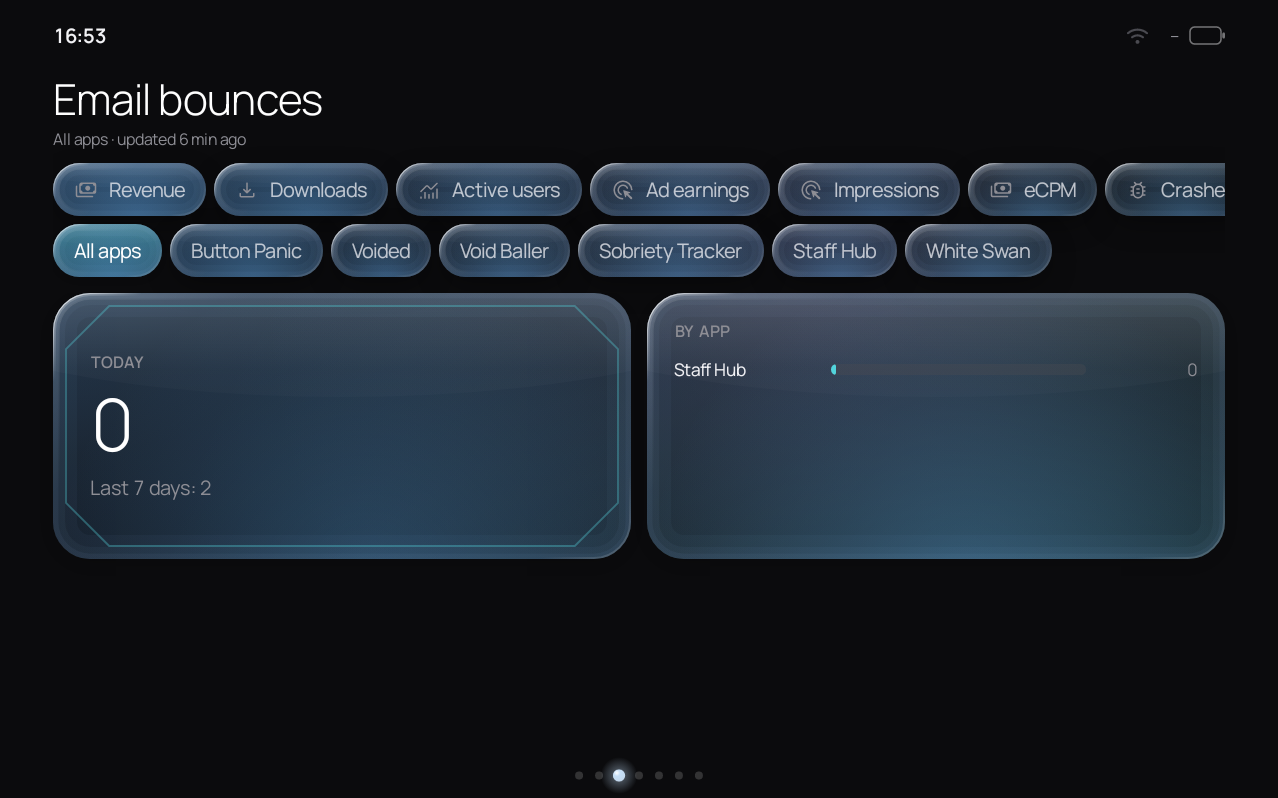 16:53
–
Email bounces
All apps · updated 6 min ago
Revenue Downloads Active users Ad earnings Impressions eCPM Crashe
All apps Button Panic Voided Void Baller Sobriety Tracker Staff Hub White Swan
TODAY
0
Last 7 days: 2
BY APP
Staff Hub 0